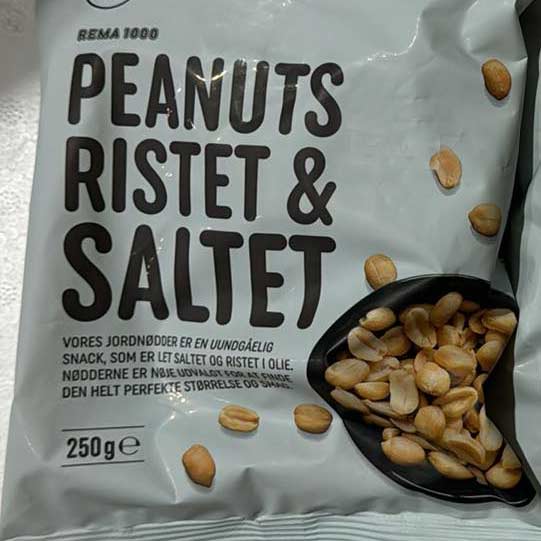 REMA 1000
PEANUTS
RISTET &
SALTET
VORES JORDNØDDER ER EN UUNDGÅELIG
SNACK, SOM ER LET SALTET OG RISTET I OLIE.
NØDDERNE ER NØJE UDVALGT FOR AT FINDE
DEN HELT PERFEKTE STØRRELSE OG SMAG.
250g℮